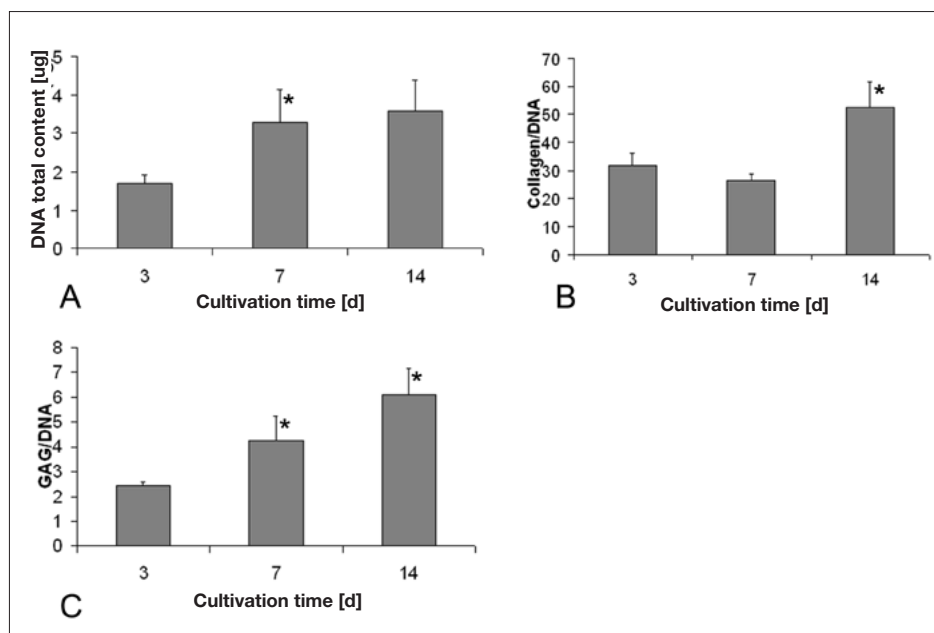 DNA total content [ug]
5
4
3
2
1
0
*
3 7 14
A
Cultivation time [d]
Collagen/DNA
70
60
50
40
30
20
10
0
*
3 7 14
B
Cultivation time [d]
GAG/DNA
8
7
6
5
4
3
2
1
0
*
*
3 7 14
C
Cultivation time [d]